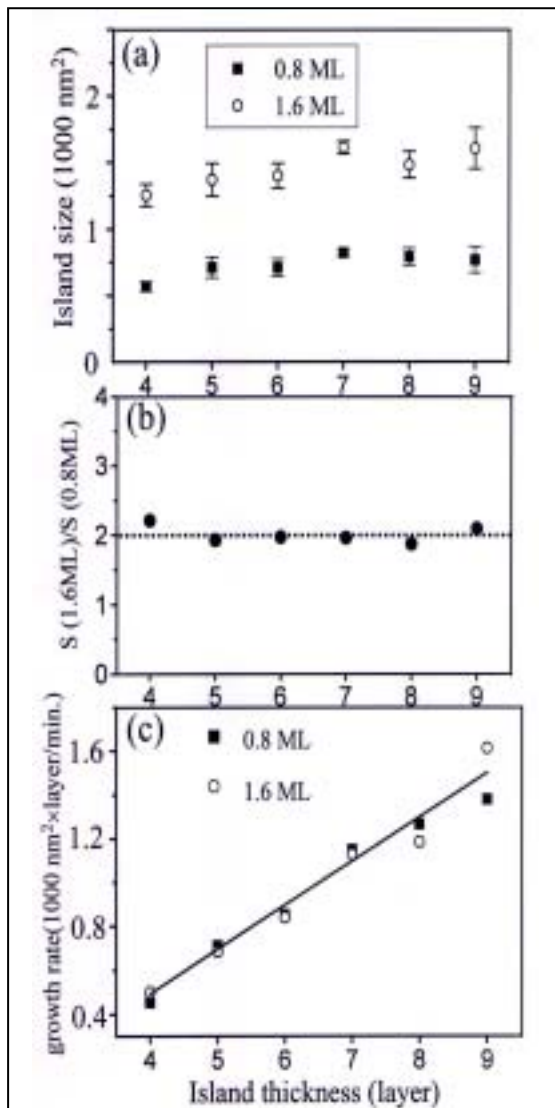 (a)
0.8 ML
1.6 ML
Island size (1000 nm²)
2
1
0
4 5 6 7 8 9
(b)
S (1.6ML)/S (0.8ML)
4
3
2
1
0
4 5 6 7 8 9
(c)
0.8 ML
1.6 ML
growth rate(1000 nm²×layer/min.)
1.6
1.2
0.8
0.4
4 5 6 7 8 9
Island thickness (layer)